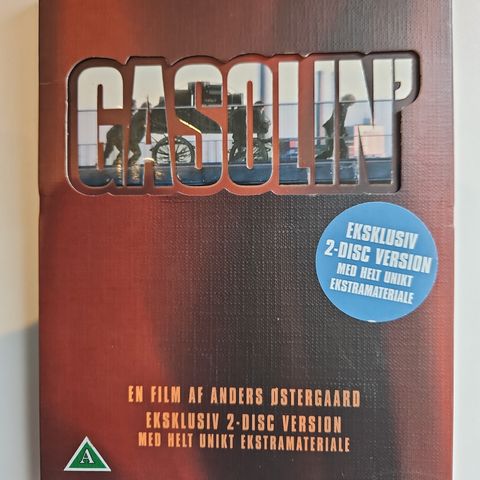 GASOLIN'
EKSKLUSIV
2-DISC VERSION
MED HELT UNIKT
EKSTRAMATERIALE
EN FILM AF ANDERS ØSTERGAARD
EKSKLUSIV 2-DISC VERSION
MED HELT UNIKT EKSTRAMATERIALE
A